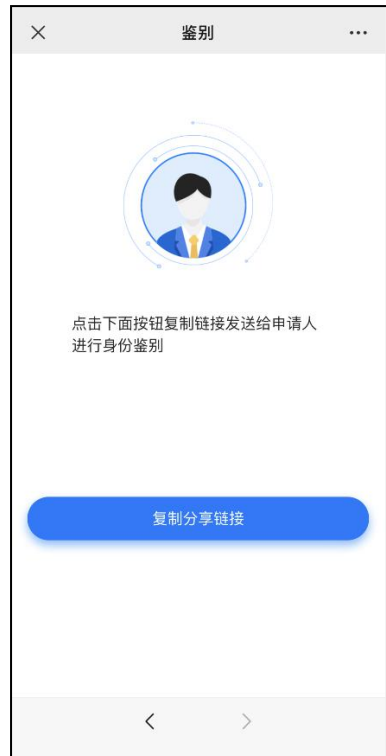 鉴别
点击下面按钮复制链接发送给申请人
进行身份鉴别
复制分享链接